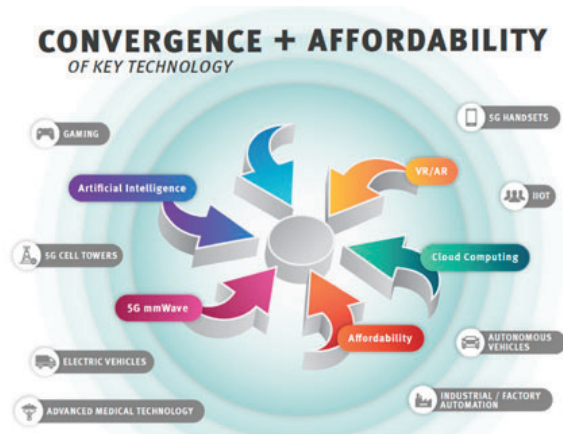 CONVERGENCE + AFFORDABILITY
OF KEY TECHNOLOGY
GAMING
5G HANDSETS
Artificial Intelligence
VR/AR
IIOT
5G CELL TOWERS
Cloud Computing
5G mmWave
Affordability
AUTONOMOUS
VEHICLES
ELECTRIC VEHICLES
ADVANCED MEDICAL TECHNOLOGY
INDUSTRIAL / FACTORY
AUTOMATION